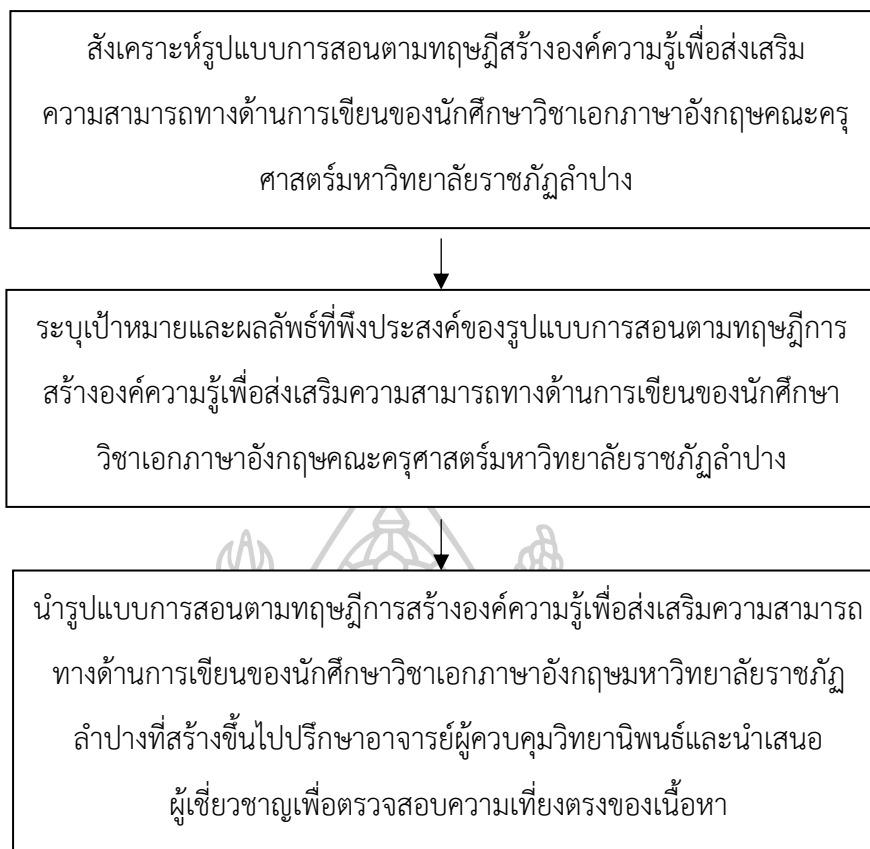 สังเคราะห์รูปแบบการสอนตามทฤษฎีสร้างองค์ความรู้เพื่อส่งเสริม
ความสามารถทางด้านการเขียนของนักศึกษาวิชาเอกภาษาอังกฤษคณะครุ
ศาสตร์มหาวิทยาลัยราชภัฏลำปาง
ระบุเป้าหมายและผลลัพธ์ที่พึงประสงค์ของรูปแบบการสอนตามทฤษฎีการ
สร้างองค์ความรู้เพื่อส่งเสริมความสามารถทางด้านการเขียนของนักศึกษา
วิชาเอกภาษาอังกฤษคณะครุศาสตร์มหาวิทยาลัยราชภัฏลำปาง
นำรูปแบบการสอนตามทฤษฎีการสร้างองค์ความรู้เพื่อส่งเสริมความสามารถ
ทางด้านการเขียนของนักศึกษาวิชาเอกภาษาอังกฤษมหาวิทยาลัยราชภัฏ
ลำปางที่สร้างขึ้นไปปรึกษาอาจารย์ผู้ควบคุมวิทยานิพนธ์และนำเสนอ
ผู้เชี่ยวชาญเพื่อตรวจสอบความเที่ยงตรงของเนื้อหา